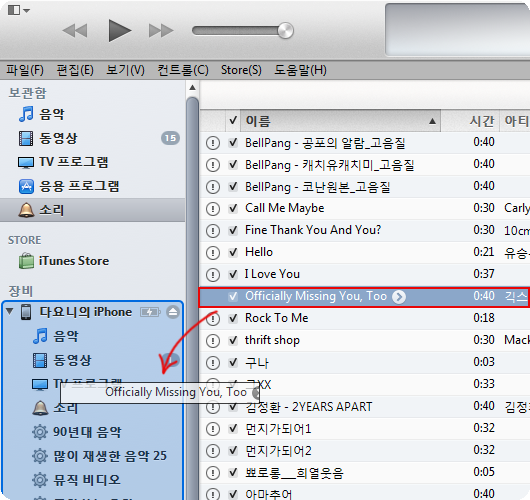 파일(F) 편집(E) 보기(V) 컨트롤(C) Store(S) 도움말(H)
보관함
음악
동영상 15
TV 프로그램
응용 프로그램
소리
STORE
iTunes Store
장비
다요니의 iPhone
음악
동영상
TV 프로그램
Officially Missing You, Too
소리
90년대 음악
많이 재생한 음악 25
뮤직 비디오
이름 시간 아티
BellPang - 공포의 알람_고음질 0:40
BellPang - 캐치유캐치미_고음질 0:40
BellPang - 코난원본_고음질 0:40
Call Me Maybe 0:30 Carly
Fine Thank You And You? 0:30 10cm
Hello 0:21 유승
I Love You 0:37
Officially Missing You, Too 0:40 긱스
Rock To Me 0:18
thrift shop 0:30 Mack
구나 0:03
XX 0:33
김정환 - 2YEARS APART 0:40 김정
먼지가되어1 0:40
먼지가되어2 0:32
뽀로롱___희열웃음 0:05
아마추어 0:40